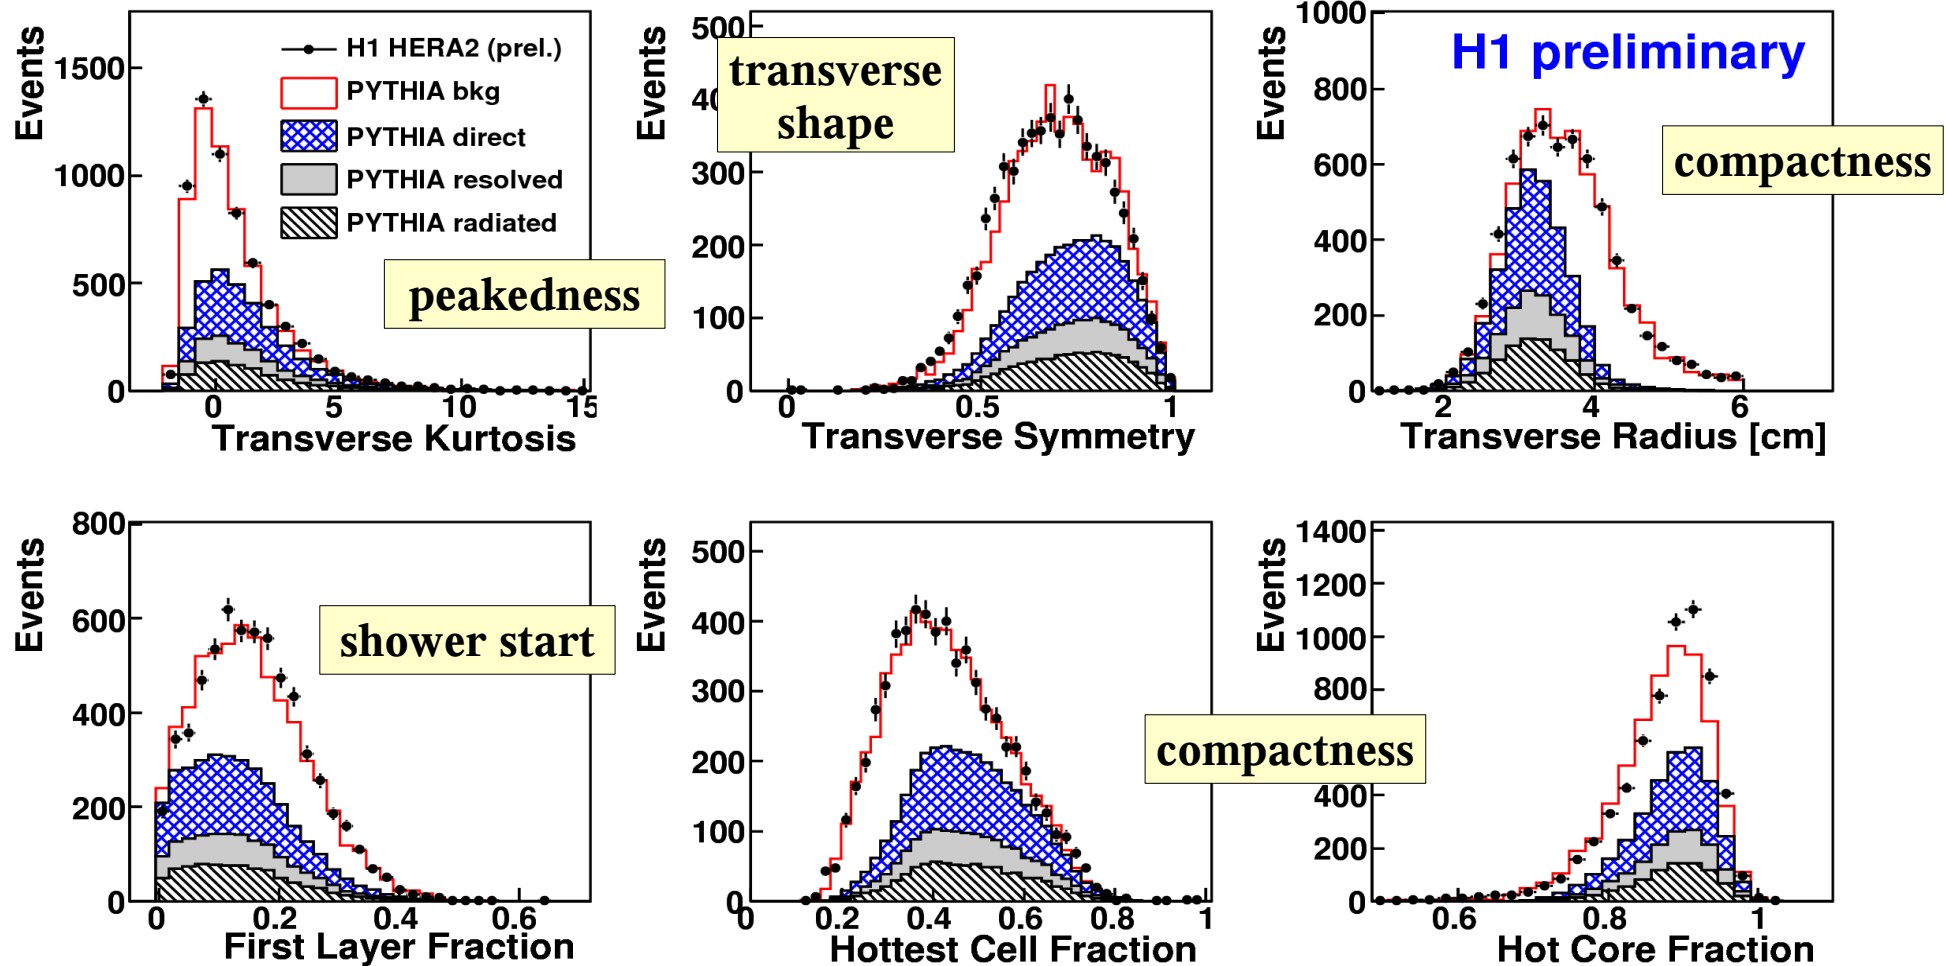 Events
1500
1000
500
0
H1 HERA2 (prel.)
PYTHIA bkg
PYTHIA direct
PYTHIA resolved
PYTHIA radiated
peakedness
0 5 10 15
Transverse Kurtosis
Events
500
40
300
200
100
0
transverse
shape
0 0.5 1
Transverse Symmetry
Events
1000
800
600
400
200
0
H1 preliminary
compactness
2 4 6
Transverse Radius [cm]
Events
800
600
400
200
0
shower start
0 0.2 0.4 0.6
First Layer Fraction
Events
500
400
300
200
100
0
compactness
0 0.2 0.4 0.6 0.8 1
Hottest Cell Fraction
Events
1400
1200
1000
800
400
200
0
0.6 0.8 1
Hot Core Fraction